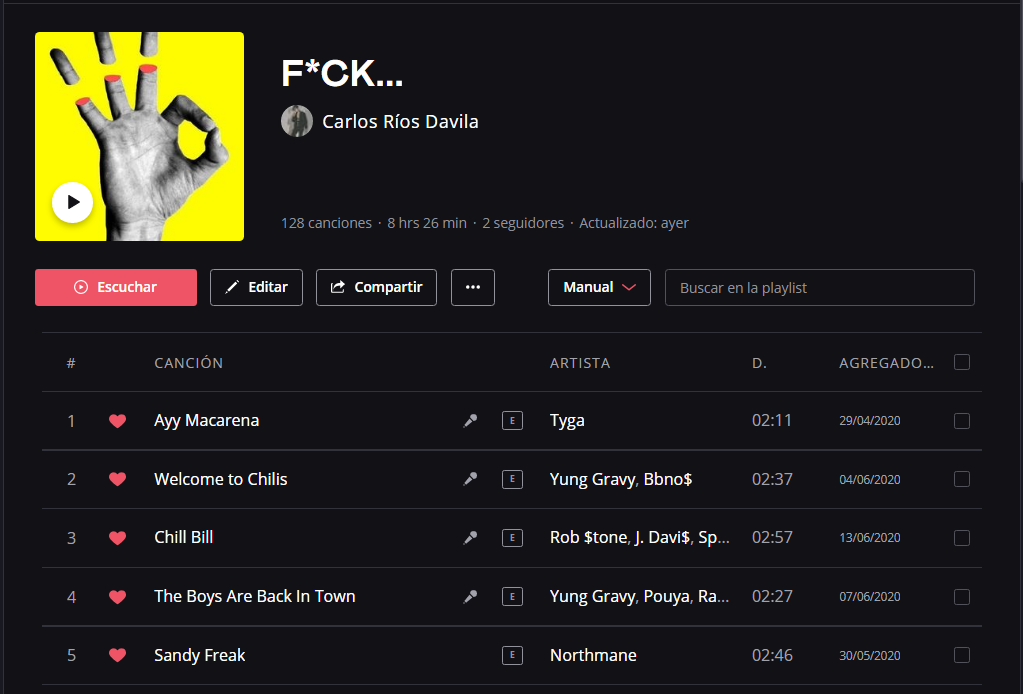 F*CK...
Carlos Ríos Davila
128 canciones · 8 hrs 26 min · 2 seguidores · Actualizado: ayer
Escuchar Editar Compartir ... Manual Buscar en la playlist
# CANCIÓN ARTISTA D. AGREGADO...
1 Ayy Macarena E Tyga 02:11 29/04/2020
2 Welcome to Chilis E Yung Gravy, Bbno$ 02:37 04/06/2020
3 Chill Bill E Rob $tone, J. Davi$, Sp... 02:57 13/06/2020
4 The Boys Are Back In Town E Yung Gravy, Pouya, Ra... 02:27 07/06/2020
5 Sandy Freak E Northmane 02:46 30/05/2020